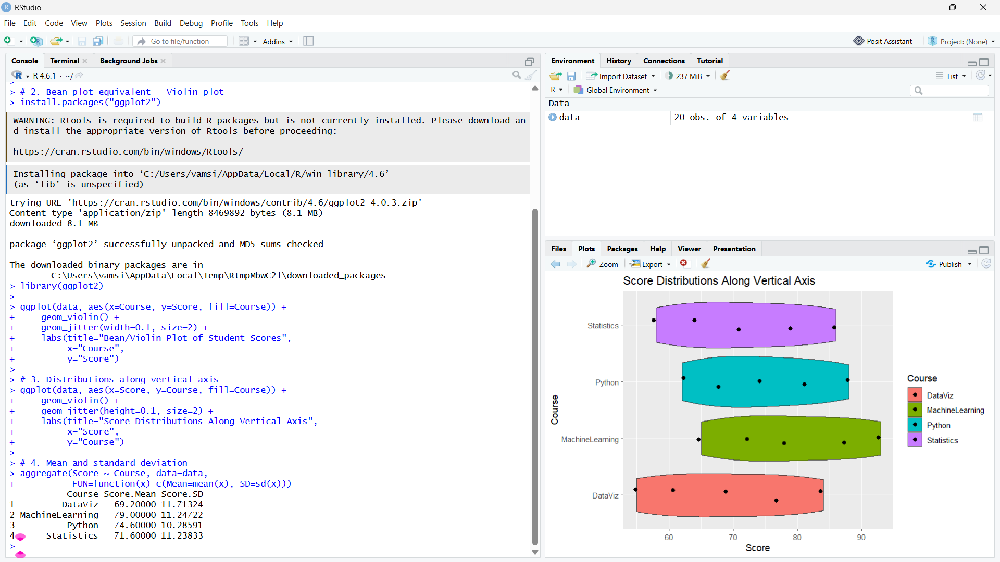 RStudio
File Edit Code View Plots Session Build Debug Profile Tools Help
Go to file/function Addins Posit Assistant Project: (None)
Console Terminal Background Jobs
R 4.6.1 · ~/
>
> # 2. Bean plot equivalent - Violin plot
> install.packages("ggplot2")
WARNING: Rtools is required to build R packages but is not currently installed. Please download an
d install the appropriate version of Rtools before proceeding:
https://cran.rstudio.com/bin/windows/Rtools/
Installing package into ‘C:/Users/vamsi/AppData/Local/R/win-library/4.6’
(as ‘lib’ is unspecified)
trying URL 'https://cran.rstudio.com/bin/windows/contrib/4.6/ggplot2_4.0.3.zip'
Content type 'application/zip' length 8469892 bytes (8.1 MB)
downloaded 8.1 MB
package ‘ggplot2’ successfully unpacked and MD5 sums checked
The downloaded binary packages are in
C:\Users\vamsi\AppData\Local\Temp\RtmpMbwC2l\downloaded_packages
> library(ggplot2)
>
> ggplot(data, aes(x=Course, y=Score, fill=Course)) +
+ geom_violin() +
+ geom_jitter(width=0.1, size=2) +
+ labs(title="Bean/Violin Plot of Student Scores",
+ x="Course",
+ y="Score")
>
> # 3. Distributions along vertical axis
> ggplot(data, aes(x=Score, y=Course, fill=Course)) +
+ geom_violin() +
+ geom_jitter(height=0.1, size=2) +
+ labs(title="Score Distributions Along Vertical Axis",
+ x="Score",
+ y="Course")
>
> # 4. Mean and standard deviation
> aggregate(Score ~ Course, data=data,
+ FUN=function(x) c(Mean=mean(x), SD=sd(x)))
Course Score.Mean Score.SD
1 DataViz 69.20000 11.71324
2 MachineLearning 79.00000 11.24722
3 Python 74.60000 10.28591
4 Statistics 71.60000 11.23833
>
Environment History Connections Tutorial
Import Dataset 237 MiB List
R Global Environment
Data
data 20 obs. of 4 variables
Files Plots Packages Help Viewer Presentation
Zoom Export Publish
Score Distributions Along Vertical Axis
Statistics
Python
MachineLearning
DataViz
Course
60 70 80 90
Score
Course
DataViz
MachineLearning
Python
Statistics